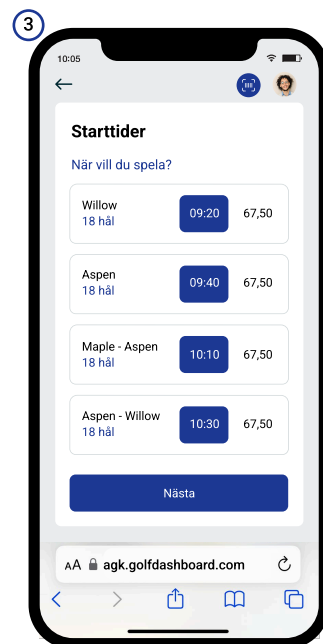 3
10:05
Starttider
När vill du spela?
Willow
18 hål
09:20
67,50
Aspen
18 hål
09:40
67,50
Maple - Aspen
18 hål
10:10
67,50
Aspen - Willow
18 hål
10:30
67,50
Nästa
AA agk.golfdashboard.com